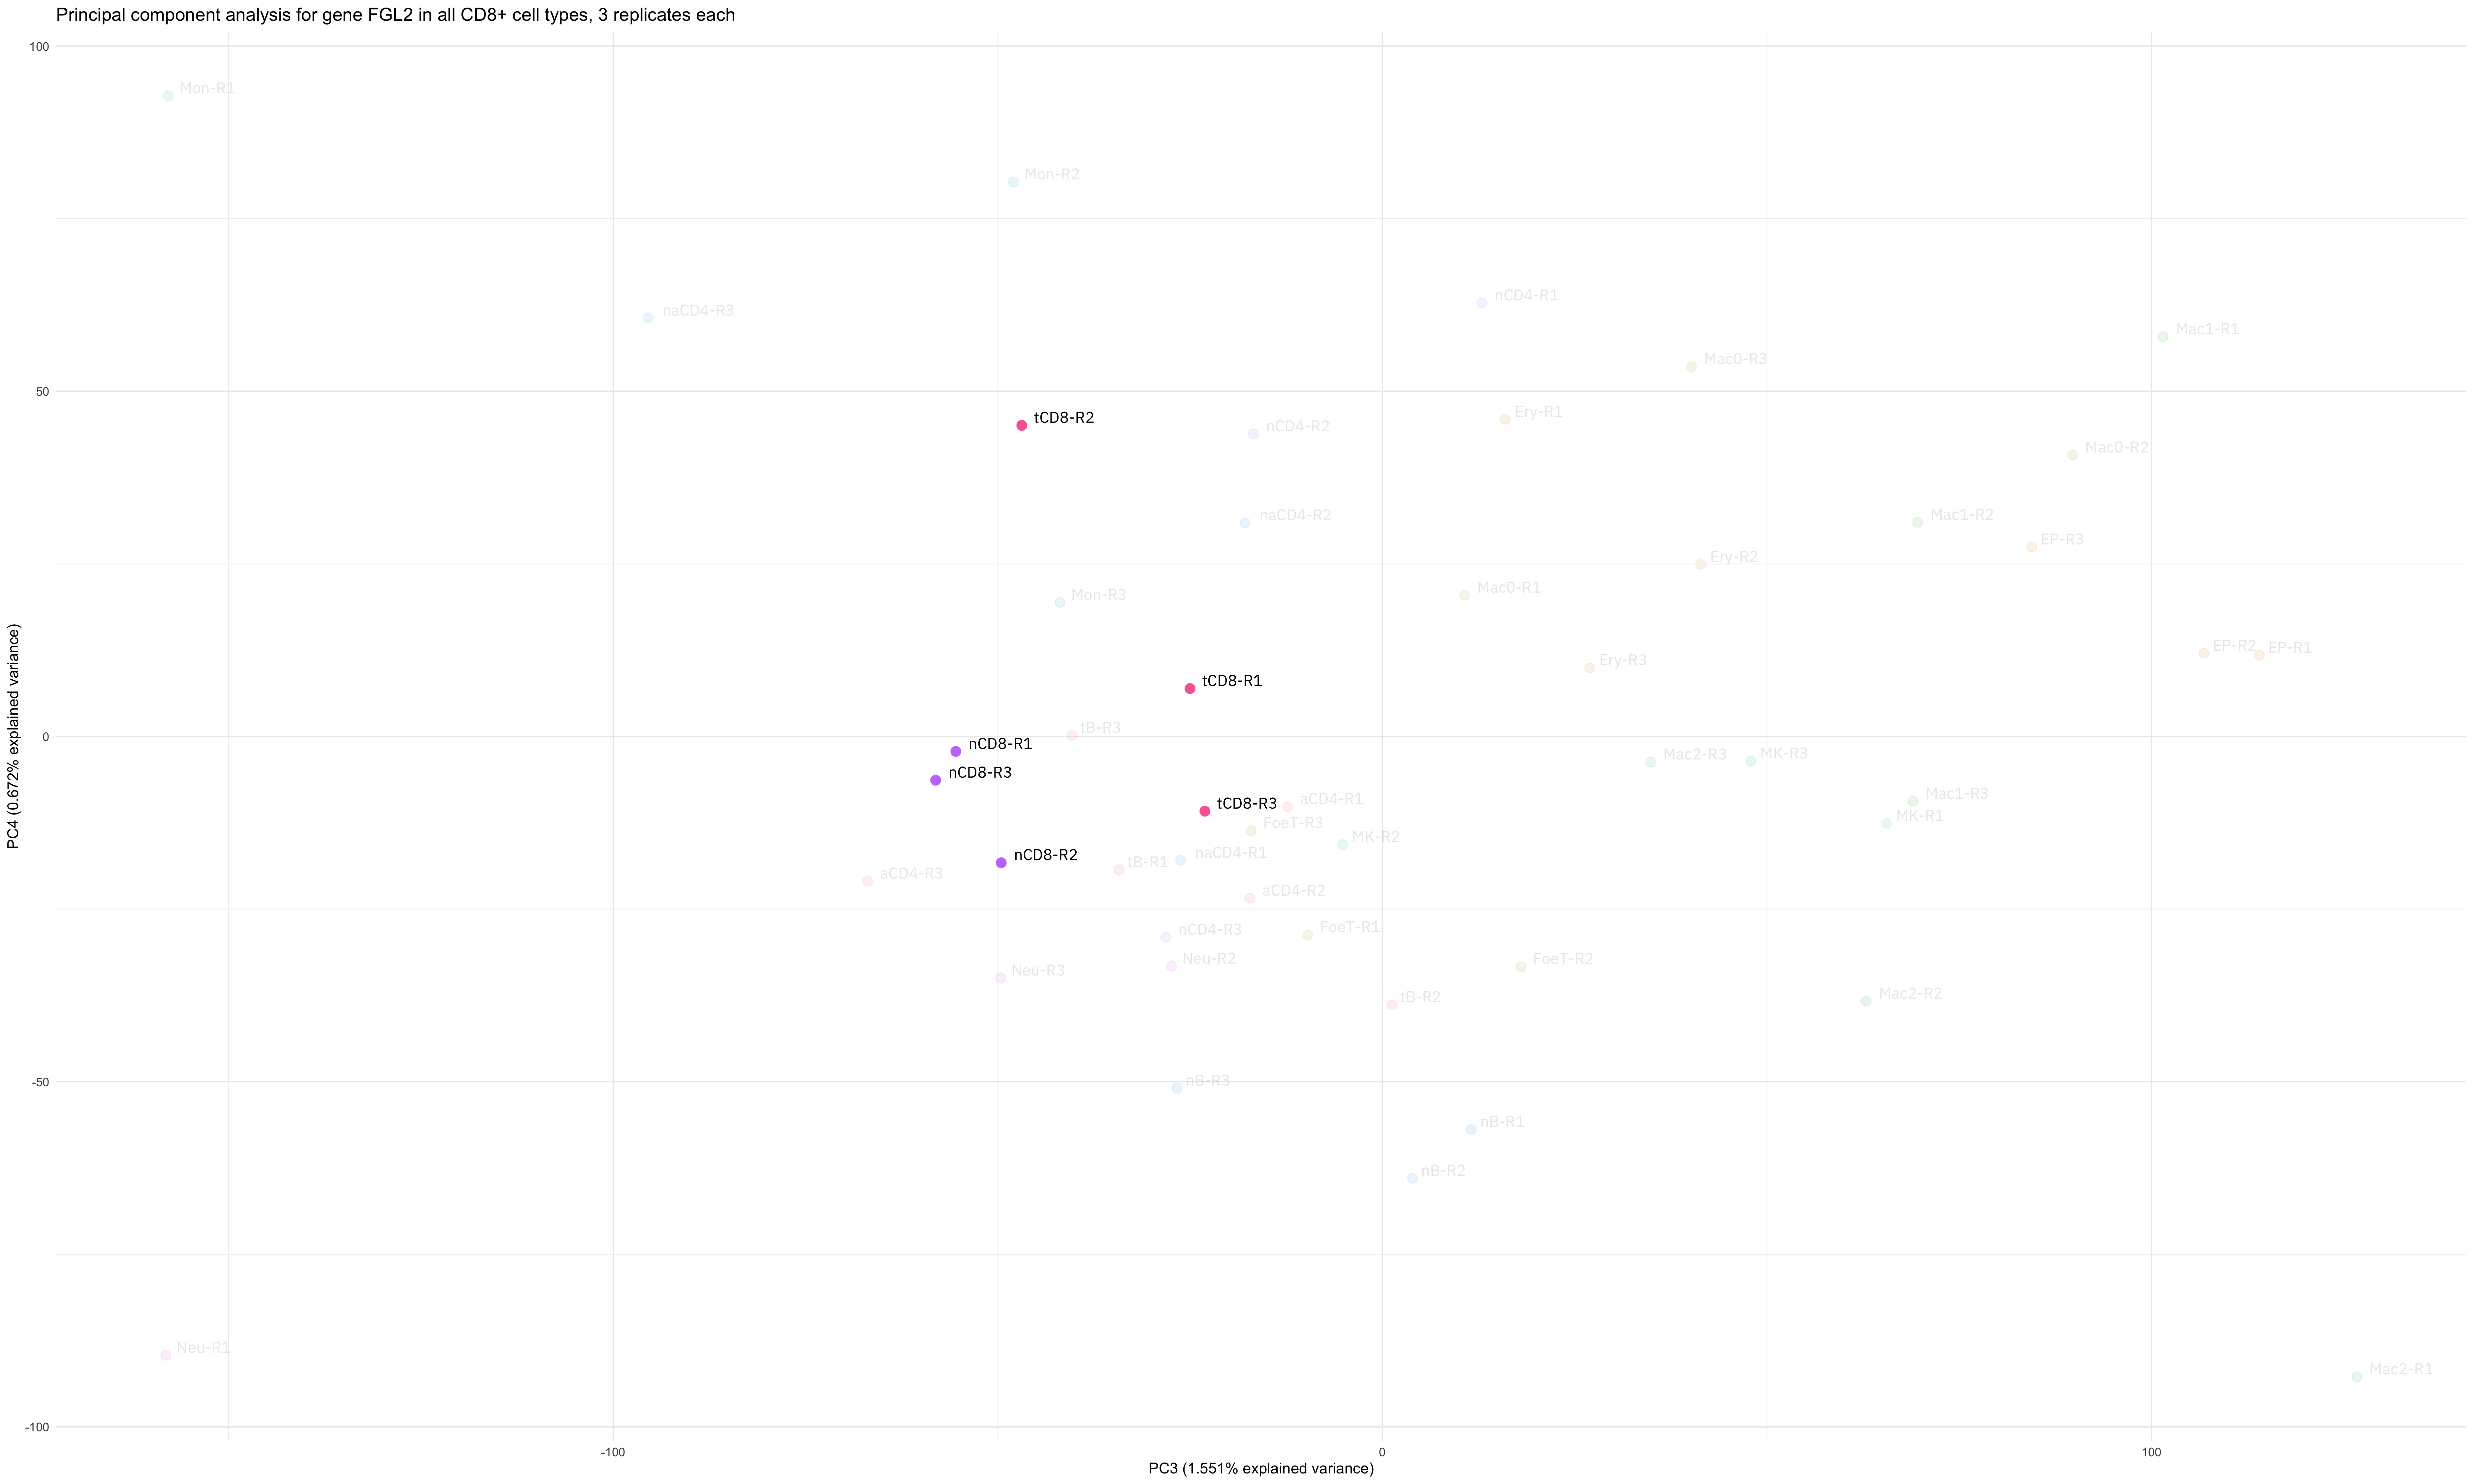 Principal component analysis for gene FGL2 in all CD8+ cell types, 3 replicates each
100
Mon-R1
Mon-R2
nCD4-R1
naCD4-R3
Mac1-R1
Mac0-R3
50
Ery-R1
tCD8-R2
nCD4-R2
Mac0-R2
naCD4-R2
Mac1-R2
EP-R3
Ery-R2
Mac0-R1
Mon-R3
EP-R2
EP-R1
Ery-R3
tCD8-R1
tB-R3
0
nCD8-R1
Mac2-R3
MK-R3
nCD8-R3
Mac1-R3
aCD4-R1
tCD8-R3
MK-R1
FoeT-R3
MK-R2
naCD4-R1
nCD8-R2
tB-R1
aCD4-R3
aCD4-R2
FoeT-R1
nCD4-R3
Neu-R2
FoeT-R2
Neu-R3
Mac2-R2
tB-R2
nB-R3
-50
nB-R1
nB-R2
Neu-R1
Mac2-R1
-100
-100
0
100
PC3 (1.551% explained variance)
PC4 (0.672% explained variance)